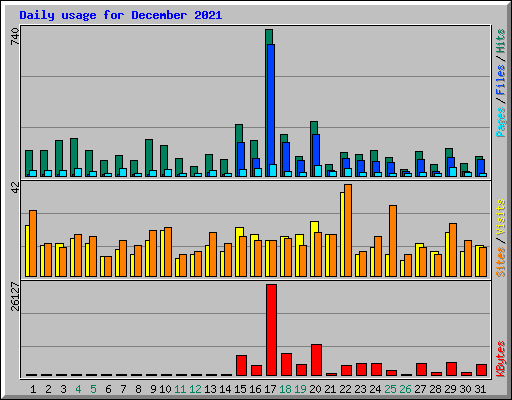 Daily usage for December 2021
740
Pages / Files / Hits
42
Sites / Visits
26127
KBytes
1 2 3 4 5 6 7 8 9 10 11 12 13 14 15 16 17 18 19 20 21 22 23 24 25 26 27 28 29 30 31